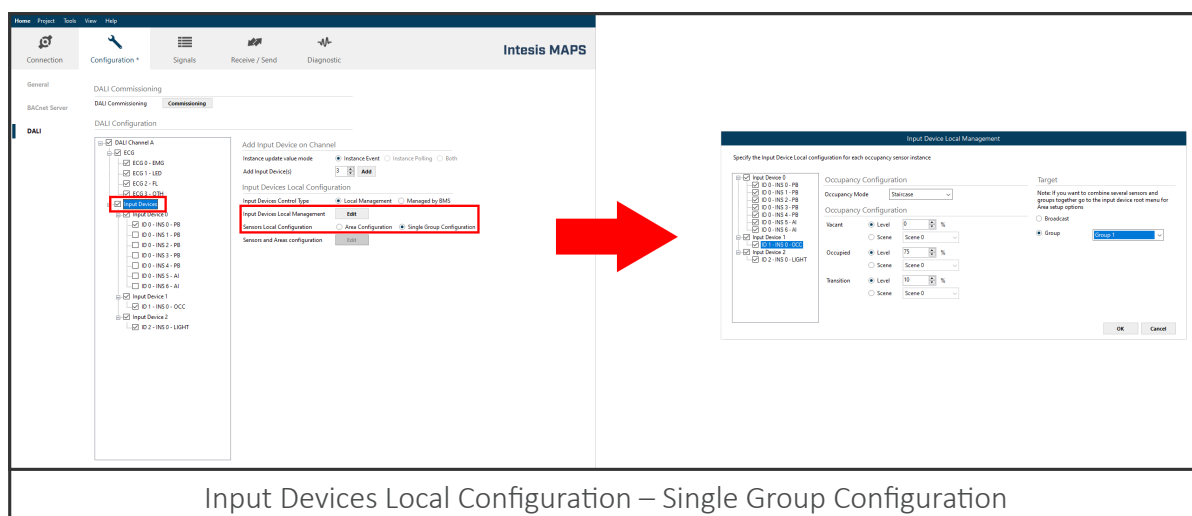 Home Project Tools View Help
Connection Configuration * Signals Receive / Send Diagnostic
Intesis MAPS
General
BACnet Server
DALI
DALI Commissioning
DALI Commissioning Commissioning
DALI Configuration
DALI Channel A
ECG
ECG 0 - EMG
ECG 1 - LED
ECG 2 - FL
ECG 3 - OTH
Input Devices
Input Device 0
ID 0 - INS 0 - PB
ID 0 - INS 1 - PB
ID 0 - INS 2 - PB
ID 0 - INS 3 - PB
ID 0 - INS 4 - PB
ID 0 - INS 5 - AI
ID 0 - INS 6 - AI
Input Device 1
ID 1 - INS 0 - OCC
Input Device 2
ID 2 - INS 0 - LIGHT
Add Input Device on Channel
Instance update value mode Instance Event Instance Polling Both
Add Input Device(s) 3 Add
Input Devices Local Configuration
Input Devices Control Type Local Management Managed by BMS
Input Devices Local Management Edit
Sensors Local Configuration Area Configuration Single Group Configuration
Sensors and Areas configuration Edit
Input Device Local Management
Specify the Input Device Local configuration for each occupancy sensor instance
Input Device 0
ID 0 - INS 0 - PB
ID 0 - INS 1 - PB
ID 0 - INS 2 - PB
ID 0 - INS 3 - PB
ID 0 - INS 4 - PB
ID 0 - INS 5 - AI
ID 0 - INS 6 - AI
Input Device 1
ID 1 - INS 0 - OCC
Input Device 2
ID 2 - INS 0 - LIGHT
Occupancy Configuration
Occupancy Mode Staircase
Occupancy Configuration
Vacant Level 0 %
Scene Scene 0
Occupied Level 75 %
Scene Scene 0
Transition Level 10 %
Scene Scene 0
Target
Note: If you want to combine several sensors and
groups together go to the input device root menu for
Area setup options
Broadcast
Group Group 1
OK Cancel
Input Devices Local Configuration – Single Group Configuration